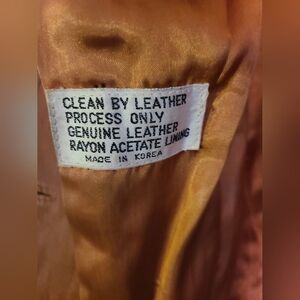 CLEAN BY LEATHER
PROCESS ONLY
GENUINE LEATHER
RAYON ACETATE LINING
MADE IN KOREA